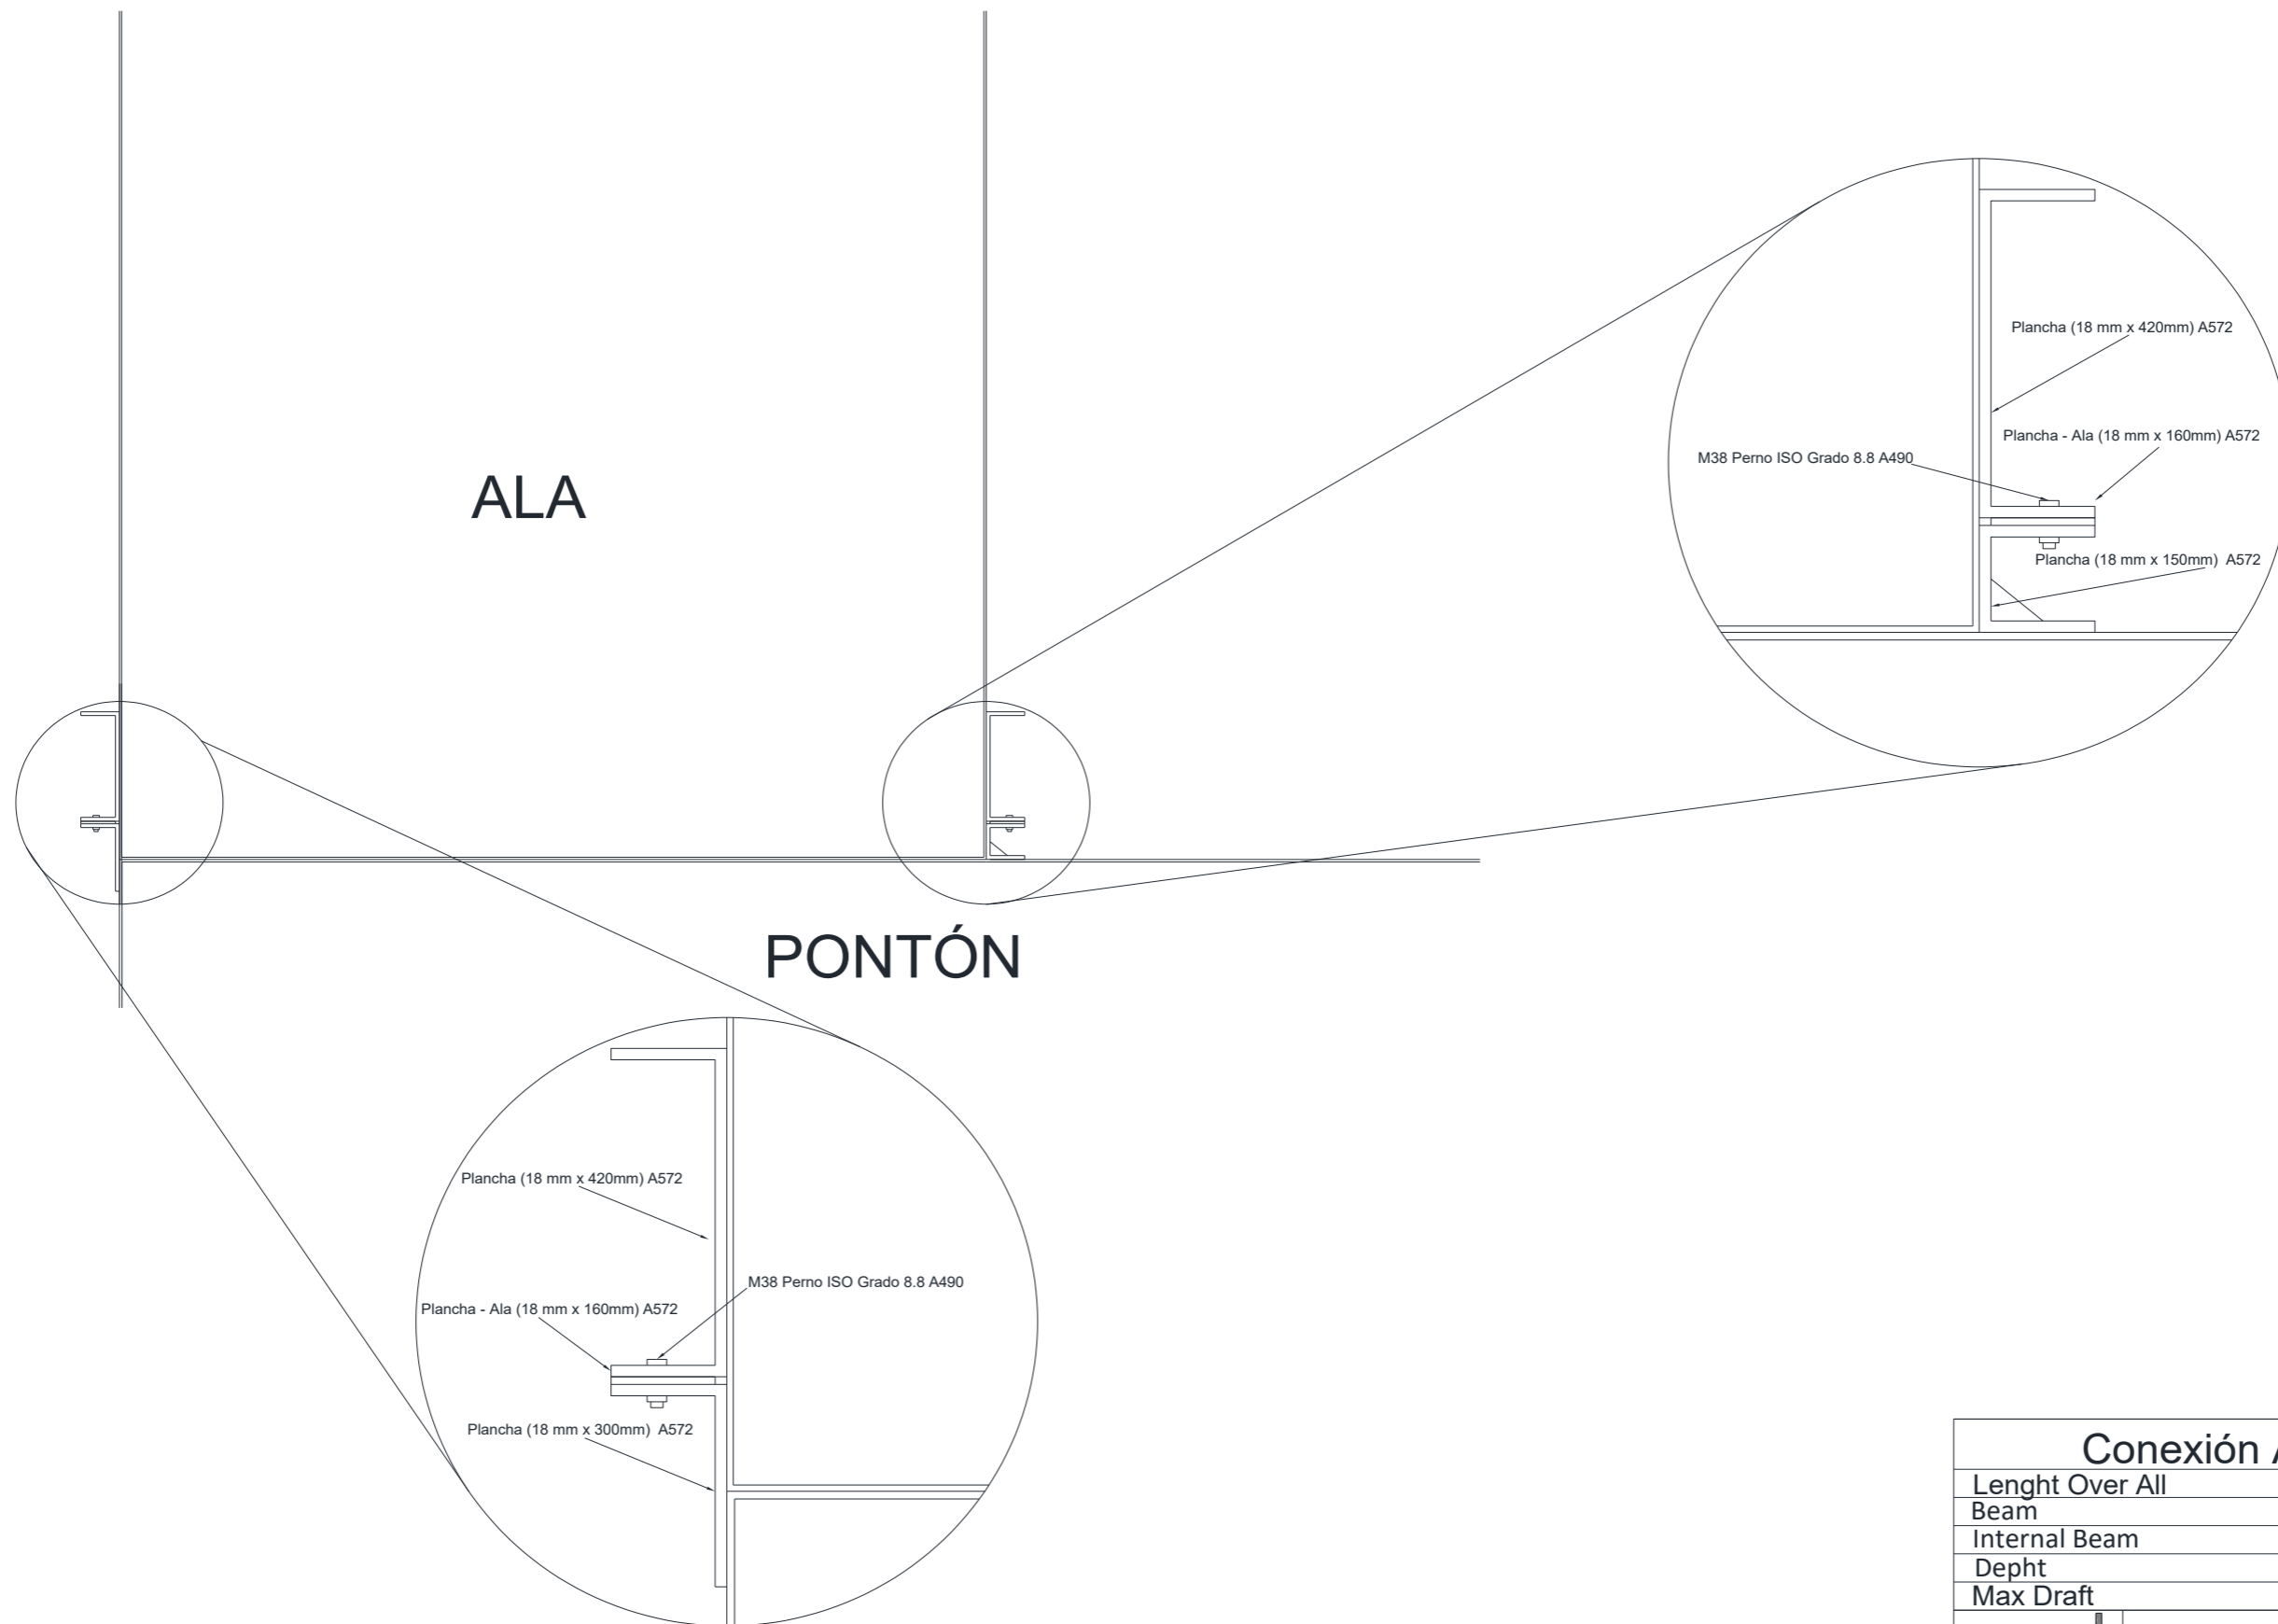 Plancha (18 mm x 420mm) A572
Plancha - Ala (18 mm x 160mm) A572
M38 Perno ISO Grado 8.8 A490
ALA
Plancha (18 mm x 150mm) A572
PONTÓN
Plancha (18 mm x 420mm) A572
M38 Perno ISO Grado 8.8 A490
Plancha - Ala (18 mm x 160mm) A572
Plancha (18 mm x 300mm) A572
Conexión A
Lenght Over All
Beam
Internal Beam
Depht
Max Draft